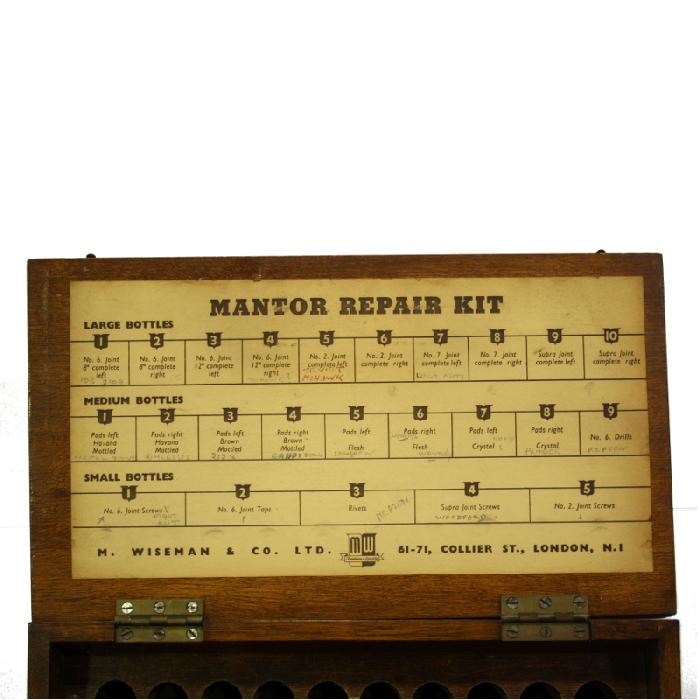 MANTOR REPAIR KIT
LARGE BOTTLES
1 2 3 4 5 6 7 8 9 10
No. 6. Joint No. 6. Joint No. 6. Joint No. 6. Joint No. 2. Joint No. 2. Joint No. 7 Joint No. 7. Joint Supra Joint Supra Joint
8° complete 8° complete 12° complete 12° complete complete left complete right complete left complete right complete left complete right
left right left right
MOHAWK
MEDIUM BOTTLES
1 2 3 4 5 6 7 8 9
Pads left Pads right Pads left Pads right Pads left Pads right Pads left Pads right No. 6. Drills
Havana Havana Brown Brown Flesh Flesh Crystal Crystal
Mottled Mottled Mottled Mottled
SMALL BOTTLES
1 2 3 4 5
No. 6. Joint Screws No. 6. Joint Taps Rivets Supra Joint Screws No. 2. Joint Screws
M. WISEMAN & CO. LTD. MW 61-71, COLLIER ST., LONDON, N.1